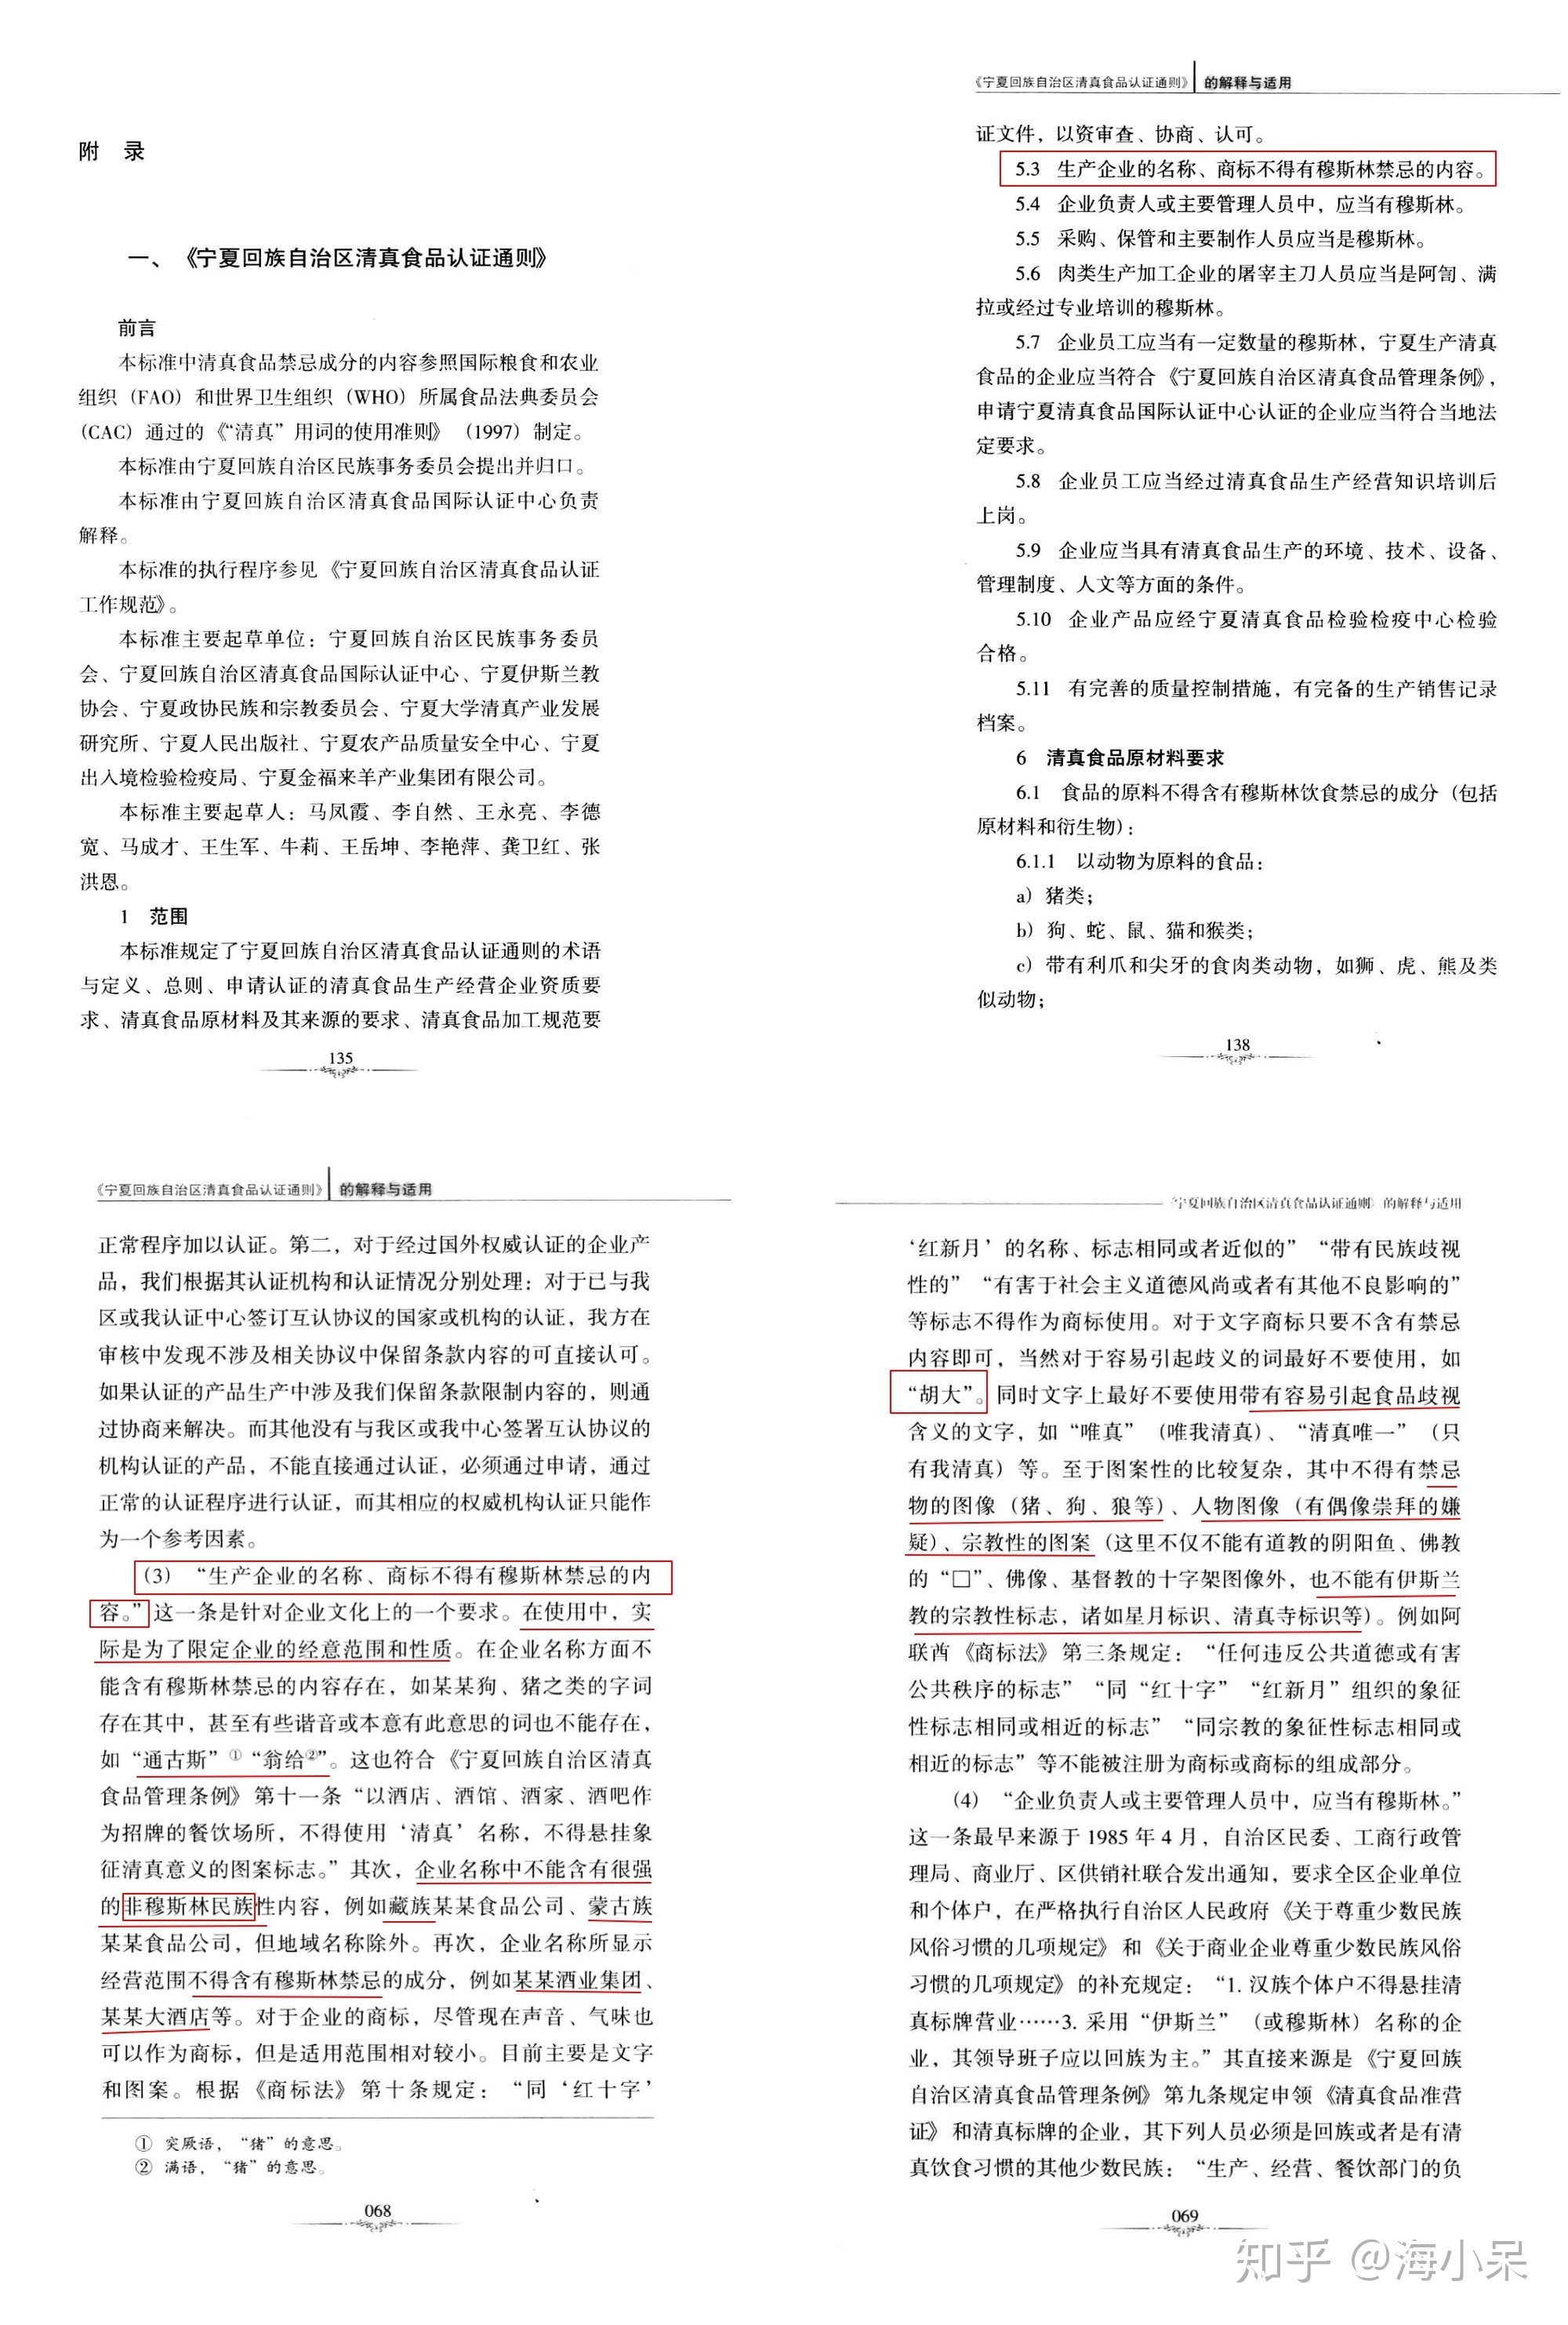 附 录
一、《宁夏回族自治区清真食品认证通则》
前言
本标准中清真食品禁忌成分的内容参照国际粮食和农业
组织（FAO）和世界卫生组织（WHO）所属食品法典委员会
（CAC）通过的《“清真”用词的使用准则》（1997）制定。
本标准由宁夏回族自治区民族事务委员会提出并归口。
本标准由宁夏回族自治区清真食品国际认证中心负责
解释。
本标准的执行程序参见《宁夏回族自治区清真食品认证
工作规范》。
本标准主要起草单位：宁夏回族自治区民族事务委员
会、宁夏回族自治区清真食品国际认证中心、宁夏伊斯兰教
协会、宁夏政协民族和宗教委员会、宁夏大学清真产业发展
研究所、宁夏人民出版社、宁夏农产品质量安全中心、宁夏
出入境检验检疫局、宁夏金福来羊产业集团有限公司。
本标准主要起草人：马凤霞、李自然、王永亮、李德
宽、马成才、王生军、牛莉、王岳坤、李艳萍、龚卫红、张
洪恩。
1 范围
本标准规定了宁夏回族自治区清真食品认证通则的术语
与定义、总则、申请认证的清真食品生产经营企业资质要
求、清真食品原材料及其来源的要求、清真食品加工规范要
135
《宁夏回族自治区清真食品认证通则》 的解释与适用
证文件，以资审查、协商、认可。
5.3 生产企业的名称、商标不得有穆斯林禁忌的内容。
5.4 企业负责人或主要管理人员中，应当有穆斯林。
5.5 采购、保管和主要制作人员应当是穆斯林。
5.6 肉类生产加工企业的屠宰主刀人员应当是阿訇、满
拉或经过专业培训的穆斯林。
5.7 企业员工应当有一定数量的穆斯林，宁夏生产清真
食品的企业应当符合《宁夏回族自治区清真食品管理条例》，
申请宁夏清真食品国际认证中心认证的企业应当符合当地法
定要求。
5.8 企业员工应当经过清真食品生产经营知识培训后
上岗。
5.9 企业应当具有清真食品生产的环境、技术、设备、
管理制度、人文等方面的条件。
5.10 企业产品应经宁夏清真食品检验检疫中心检验
合格。
5.11 有完善的质量控制措施，有完备的生产销售记录
档案。
6 清真食品原材料要求
6.1 食品的原料不得含有穆斯林饮食禁忌的成分（包括
原材料和衍生物）：
6.1.1 以动物为原料的食品：
a）猪类；
b）狗、蛇、鼠、猫和猴类；
c）带有利爪和尖牙的食肉类动物，如狮、虎、熊及类
似动物；
138
《宁夏回族自治区清真食品认证通则》 的解释与适用
正常程序加以认证。第二，对于经过国外权威认证的企业产
品，我们根据其认证机构和认证情况分别处理：对于已与我
区或我认证中心签订互认协议的国家或机构的认证，我方在
审核中发现不涉及相关协议中保留条款内容的可直接认可。
如果认证的产品生产中涉及我们保留条款限制内容的，则通
过协商来解决。而其他没有与我区或我中心签署互认协议的
机构认证的产品，不能直接通过认证，必须通过申请，通过
正常的认证程序进行认证，而其相应的权威机构认证只能作
为一个参考因素。
（3）“生产企业的名称、商标不得有穆斯林禁忌的内
容。”这一条是针对企业文化上的一个要求。在使用中，实
际是为了限定企业的经意范围和性质。在企业名称方面不
能含有穆斯林禁忌的内容存在，如某某狗、猪之类的字词
存在其中，甚至有些谐音或本意有此意思的词也不能存在，
如“通古斯”①“翁给②”。这也符合《宁夏回族自治区清真
食品管理条例》第十一条“以酒店、酒馆、酒家、酒吧作
为招牌的餐饮场所，不得使用‘清真’名称，不得悬挂象
征清真意义的图案标志。”其次，企业名称中不能含有很强
的非穆斯林民族性内容，例如藏族某某食品公司、蒙古族
某某食品公司，但地域名称除外。再次，企业名称所显示
经营范围不得含有穆斯林禁忌的成分，例如某某酒业集团、
某某大酒店等。对于企业的商标，尽管现在声音、气味也
可以作为商标，但是适用范围相对较小。目前主要是文字
和图案。根据《商标法》第十条规定：“同‘红十字’
① 突厥语，“猪”的意思。
② 满语，“猪”的意思。
068
《宁夏回族自治区清真食品认证通则》的解释与适用
‘红新月’的名称、标志相同或者近似的”“带有民族歧视
性的”“有害于社会主义道德风尚或者有其他不良影响的”
等标志不得作为商标使用。对于文字商标只要不含有禁忌
内容即可，当然对于容易引起歧义的词最好不要使用，如
“胡大”。同时文字上最好不要使用带有容易引起食品歧视
含义的文字，如“唯真”（唯我清真）、“清真唯一”（只
有我清真）等。至于图案性的比较复杂，其中不得有禁忌
物的图像（猪、狗、狼等）、人物图像（有偶像崇拜的嫌
疑）、宗教性的图案（这里不仅不能有道教的阴阳鱼、佛教
的“□”、佛像、基督教的十字架图像外，也不能有伊斯兰
教的宗教性标志，诸如星月标识、清真寺标识等）。例如阿
联酋《商标法》第三条规定：“任何违反公共道德或有害
公共秩序的标志”“同“红十字”“红新月”组织的象征
性标志相同或相近的标志”“同宗教的象征性标志相同或
相近的标志”等不能被注册为商标或商标的组成部分。
（4）“企业负责人或主要管理人员中，应当有穆斯林。”
这一条最早来源于1985年4月，自治区民委、工商行政管
理局、商业厅、区供销社联合发出通知，要求全区企业单位
和个体户，在严格执行自治区人民政府《关于尊重少数民族
风俗习惯的几项规定》和《关于商业企业尊重少数民族风俗
习惯的几项规定》的补充规定：“1. 汉族个体户不得悬挂清
真标牌营业……3. 采用“伊斯兰”（或穆斯林）名称的企
业，其领导班子应以回族为主。”其直接来源是《宁夏回族
自治区清真食品管理条例》第九条规定申领《清真食品准营
证》和清真标牌的企业，其下列人员必须是回族或者是有清
真饮食习惯的其他少数民族：“生产、经营、餐饮部门的负
069
知乎 @海小呆